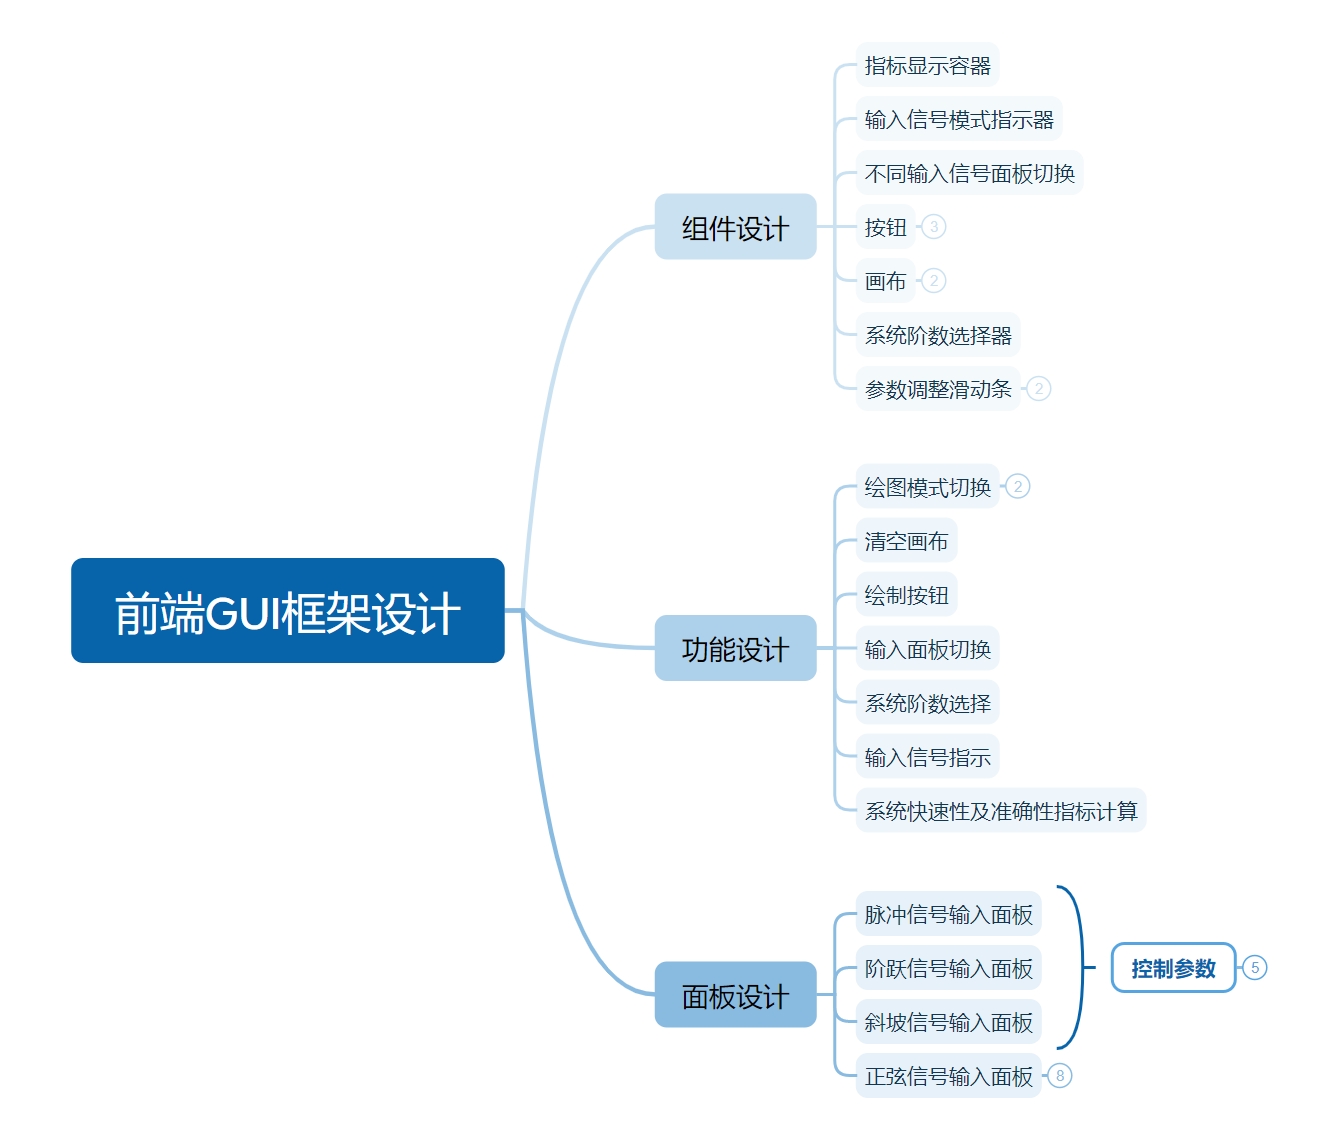 前端GUI框架设计
组件设计
指标显示容器
输入信号模式指示器
不同输入信号面板切换
按钮 3
画布 2
系统阶数选择器
参数调整滑动条 2
功能设计
绘图模式切换 2
清空画布
绘制按钮
输入面板切换
系统阶数选择
输入信号指示
系统快速性及准确性指标计算
面板设计
脉冲信号输入面板
阶跃信号输入面板
斜坡信号输入面板
控制参数 5
正弦信号输入面板 8